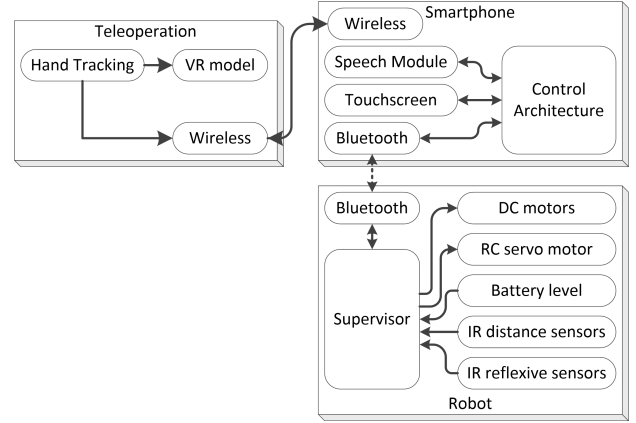 Teleoperation
Hand Tracking
VR model
Wireless
Smartphone
Wireless
Speech Module
Touchscreen
Bluetooth
Control
Architecture
Bluetooth
Supervisor
DC motors
RC servo motor
Battery level
IR distance sensors
IR reflexive sensors
Robot